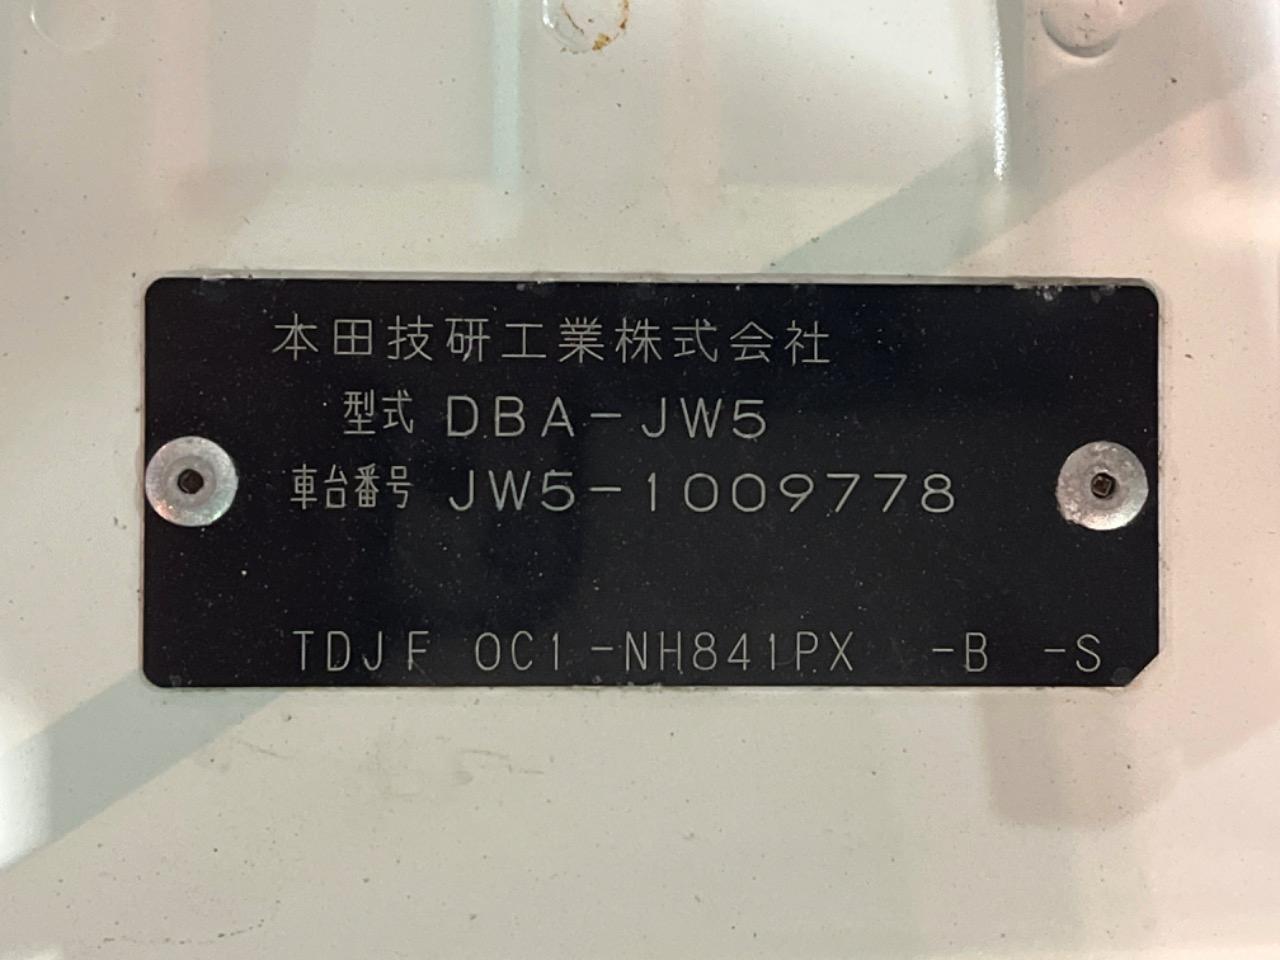 本田技研工業株式会社
型式 DBA-JW5
車台番号 JW5-1009778
TDJF 0C1-NH841PX -B -S